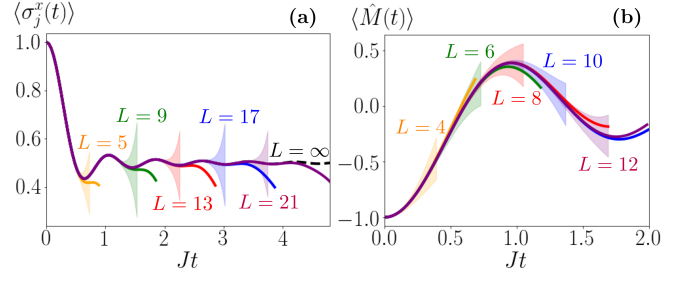 ⟨σ_j^x(t)⟩ (a)
1.0
0.8
0.6
0.4
L = 5
L = 9
L = 17
L = ∞
L = 13
L = 21
0 1 2 3 4
Jt
⟨M̂(t)⟩ (b)
0.5
0.0
−0.5
−1.0
L = 6
L = 10
L = 8
L = 4
L = 12
0.0 0.5 1.0 1.5 2.0
Jt